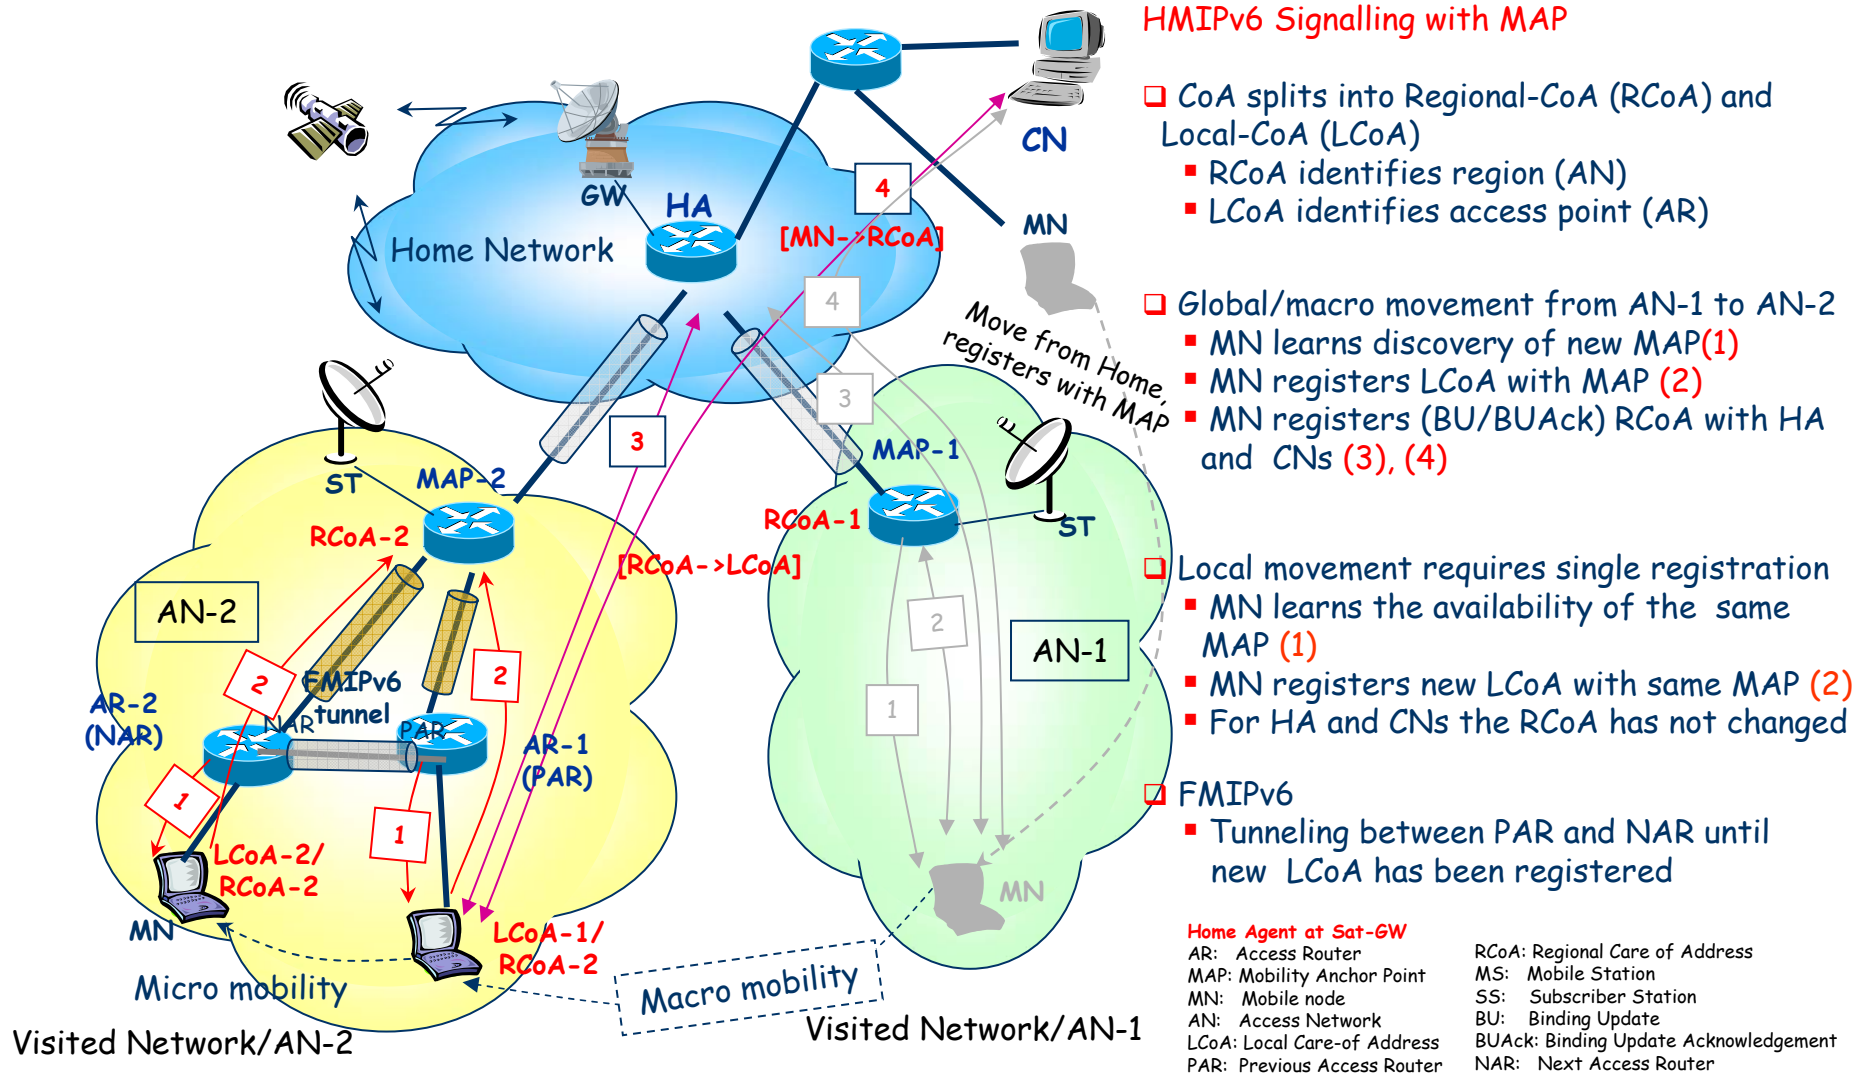 HMIPv6 Signalling with MAP
CoA splits into Regional-CoA (RCoA) and
Local-CoA (LCoA)
RCoA identifies region (AN)
LCoA identifies access point (AR)
Global/macro movement from AN-1 to AN-2
MN learns discovery of new MAP(1)
MN registers LCoA with MAP (2)
MN registers (BU/BUAck) RCoA with HA
and CNs (3), (4)
Local movement requires single registration
MN learns the availability of the same
MAP (1)
MN registers new LCoA with same MAP (2)
For HA and CNs the RCoA has not changed
FMIPv6
Tunneling between PAR and NAR until
new LCoA has been registered
Home Agent at Sat-GW
AR: Access Router
MAP: Mobility Anchor Point
MN: Mobile node
AN: Access Network
LCoA: Local Care-of Address
PAR: Previous Access Router
RCoA: Regional Care of Address
MS: Mobile Station
SS: Subscriber Station
BU: Binding Update
BUAck: Binding Update Acknowledgement
NAR: Next Access Router
CN
GW
HA
4
MN
[MN->RCoA]
Home Network
4
Move from Home,
registers with MAP
3
3
MAP-1
ST
MAP-2
RCoA-1
ST
RCoA-2
[RCoA->LCoA]
AN-2
2
AN-1
2
2
FMIPv6
tunnel
AR-2
(NAR)
NAR
PAR
AR-1
(PAR)
1
1
1
LCoA-2/
RCoA-2
MN
MN
LCoA-1/
RCoA-2
Micro mobility
Macro mobility
Visited Network/AN-2
Visited Network/AN-1